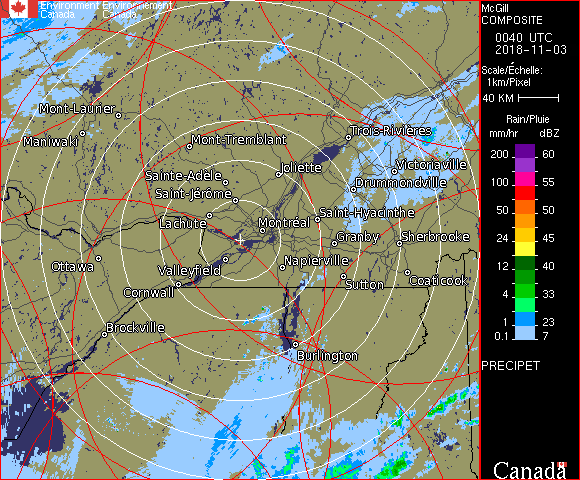 Environment Environnement
Canada Canada
McGill
COMPOSITE
0040 UTC
2018-11-03
Scale/Échelle:
1km/Pixel
40 KM
Rain/Pluie
mm/hr dBZ
200 60
100 55
50 50
24 45
12 40
4 33
1 23
0.1 7
PRECIPET
Canada
Mont-Laurier
Maniwaki
Mont-Tremblant
Trois-Rivières
Sainte-Adèle
Joliette
Victoriaville
Drummondville
Saint-Jérôme
Lachute
Montréal
Saint-Hyacinthe
Granby
Sherbrooke
Ottawa
Valleyfield
Napierville
Cornwall
Sutton
Coaticook
Brockville
Burlington